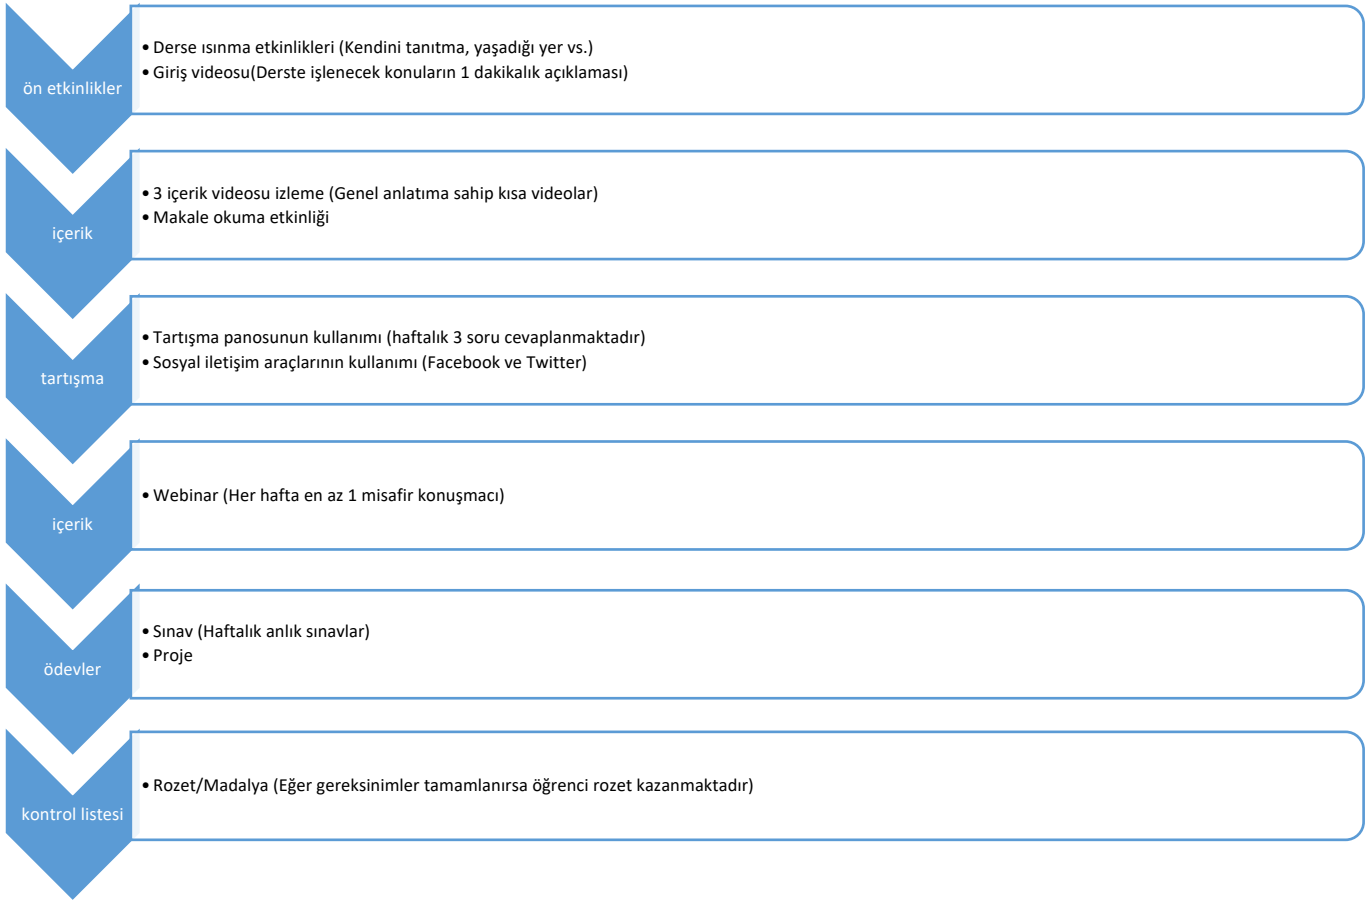 ön etkinlikler
• Derse ısınma etkinlikleri (Kendini tanıtma, yaşadığı yer vs.)
• Giriş videosu(Derste işlenecek konuların 1 dakikalık açıklaması)
içerik
• 3 içerik videosu izleme (Genel anlatıma sahip kısa videolar)
• Makale okuma etkinliği
tartışma
• Tartışma panosunun kullanımı (haftalık 3 soru cevaplanmaktadır)
• Sosyal iletişim araçlarının kullanımı (Facebook ve Twitter)
içerik
• Webinar (Her hafta en az 1 misafir konuşmacı)
ödevler
• Sınav (Haftalık anlık sınavlar)
• Proje
kontrol listesi
• Rozet/Madalya (Eğer gereksinimler tamamlanırsa öğrenci rozet kazanmaktadır)